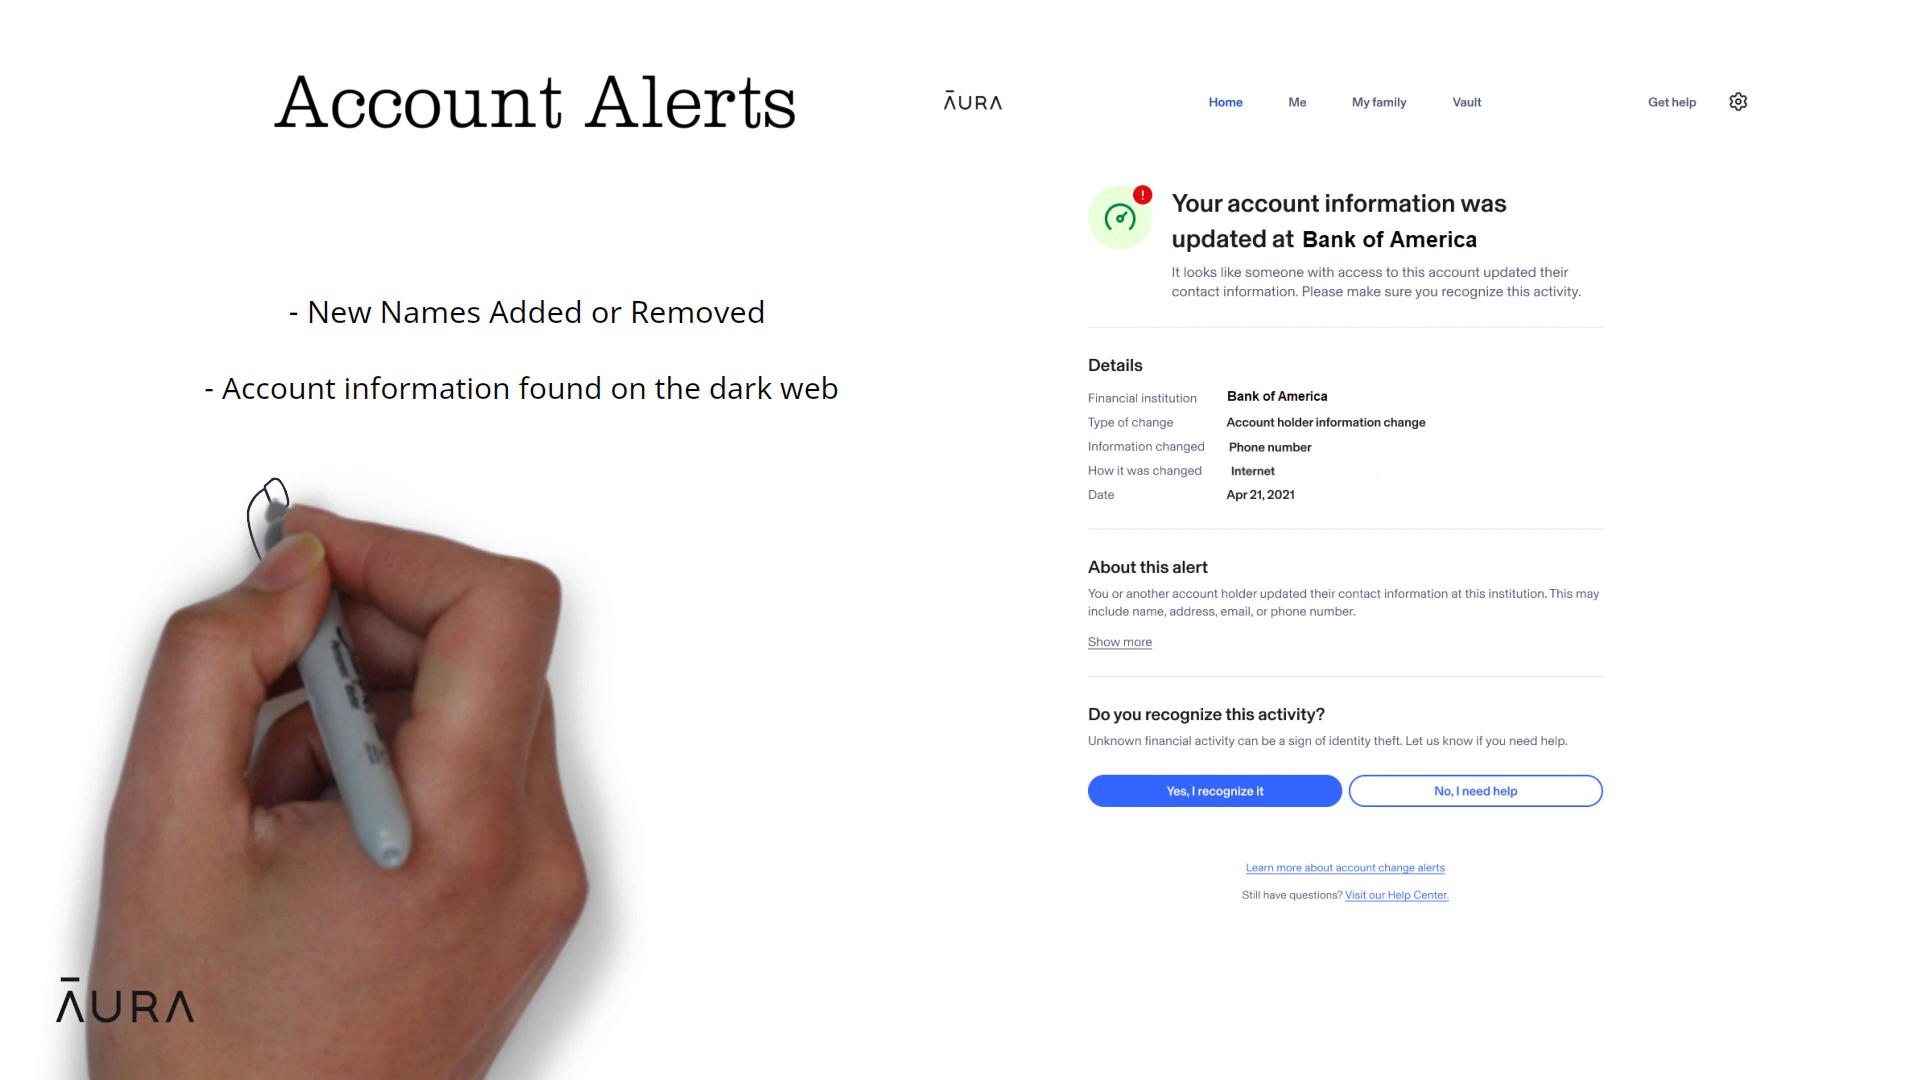 Account Alerts
- New Names Added or Removed
- Account information found on the dark web
ĀURA
ĀURA
Home
Me
My family
Vault
Get help
Your account information was
updated at Bank of America
It looks like someone with access to this account updated their
contact information. Please make sure you recognize this activity.
Details
Financial institution Bank of America
Type of change Account holder information change
Information changed Phone number
How it was changed Internet
Date Apr 21, 2021
About this alert
You or another account holder updated their contact information at this institution. This may
include name, address, email, or phone number.
Show more
Do you recognize this activity?
Unknown financial activity can be a sign of identity theft. Let us know if you need help.
Yes, I recognize it
No, I need help
Learn more about account change alerts
Still have questions? Visit our Help Center.